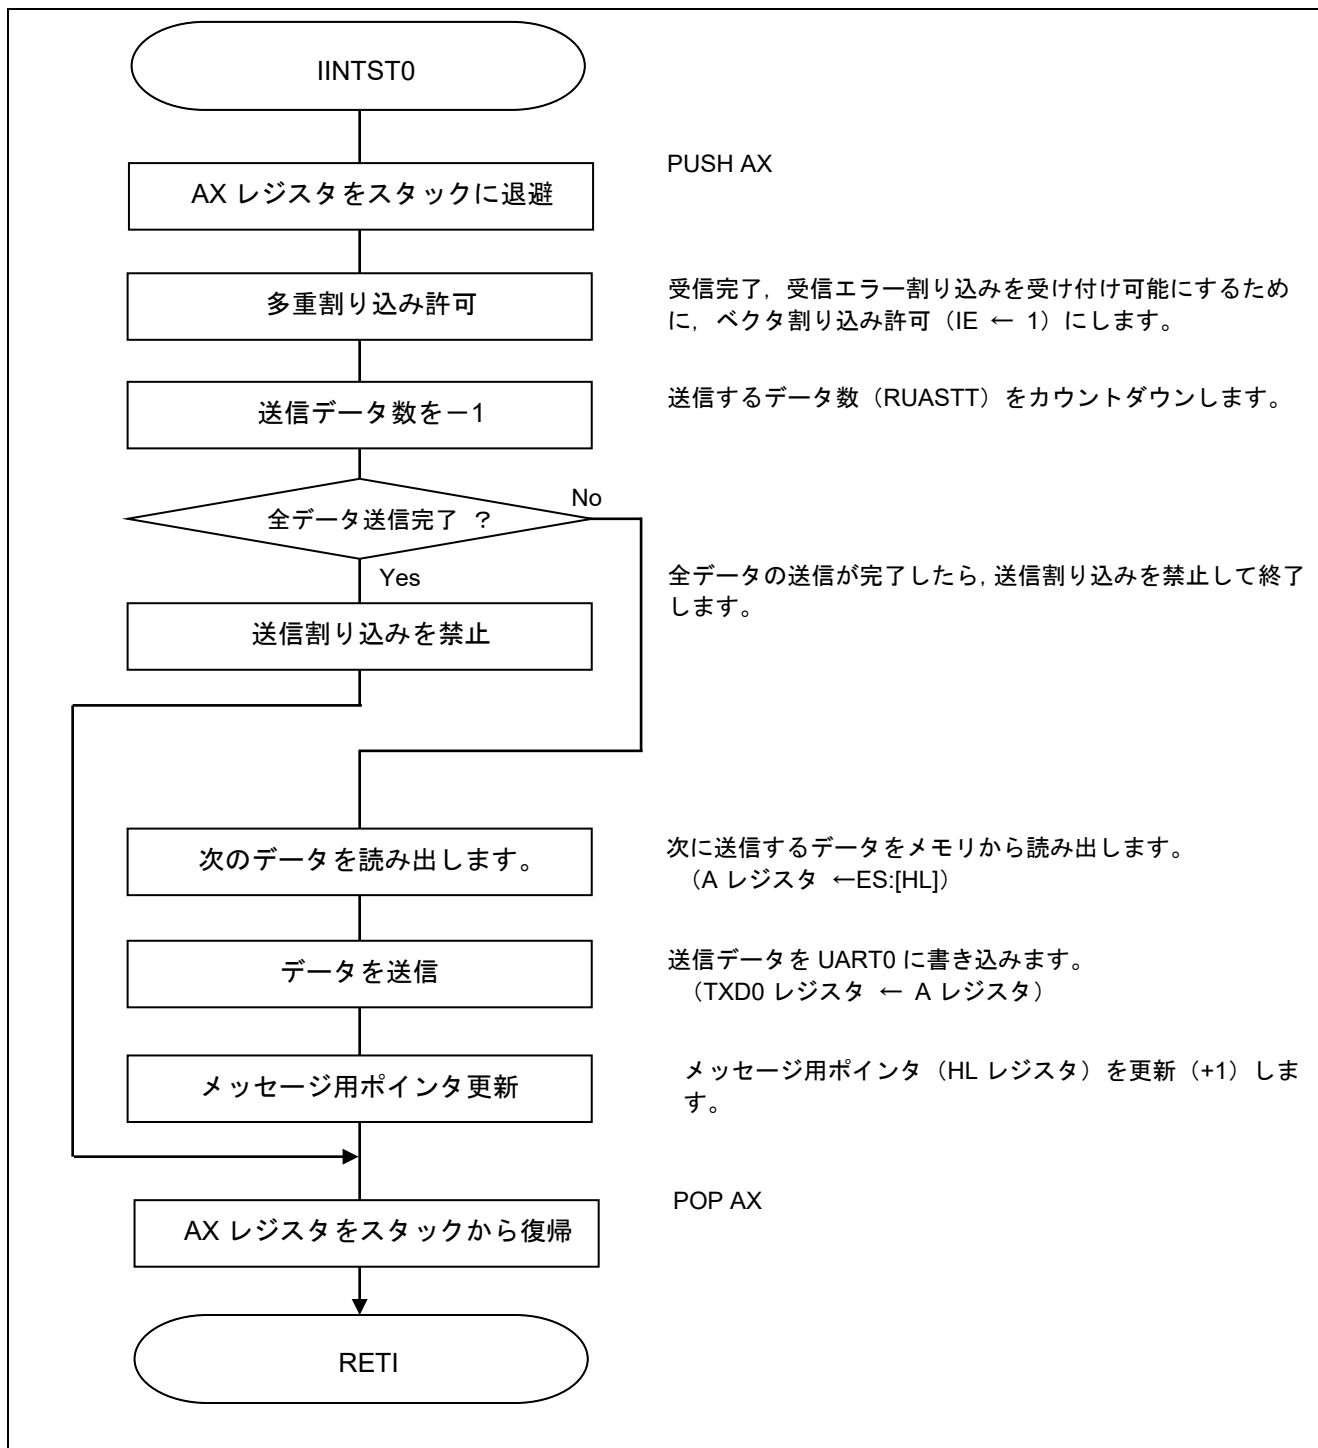 IINTST0
PUSH AX
AX レジスタをスタックに退避
多重割り込み許可
受信完了，受信エラー割り込みを受け付け可能にするため
に，ベクタ割り込み許可（IE ← 1）にします。
送信データ数を－1
送信するデータ数（RUASTT）をカウントダウンします。
No
全データ送信完了 ？
Yes
全データの送信が完了したら，送信割り込みを禁止して終了
します。
送信割り込みを禁止
次のデータを読み出します。
次に送信するデータをメモリから読み出します。
（A レジスタ ←ES:[HL]）
データを送信
送信データを UART0 に書き込みます。
（TXD0 レジスタ ← A レジスタ）
メッセージ用ポインタ更新
メッセージ用ポインタ（HL レジスタ）を更新（+1）しま
す。
POP AX
AX レジスタをスタックから復帰
RETI